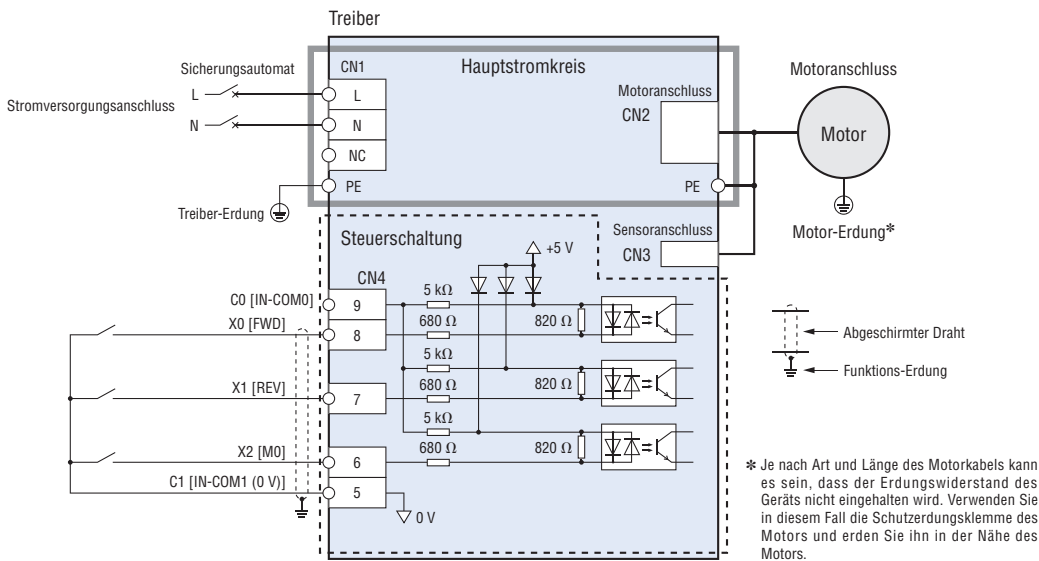 Treiber
Hauptstromkreis
Sicherungsautomat
Stromversorgungsanschluss
L
N
CN1
L
N
NC
PE
Treiber-Erdung
Motoranschluss
CN2
PE
Motoranschluss
Motor
Motor-Erdung*
Sensoranschluss
CN3
Steuerschaltung
+5 V
CN4
C0 [IN-COM0]
9
5 kΩ
X0 [FWD]
8
680 Ω
820 Ω
5 kΩ
X1 [REV]
7
680 Ω
820 Ω
5 kΩ
X2 [M0]
6
680 Ω
820 Ω
C1 [IN-COM1 (0 V)]
5
0 V
Abgeschirmter Draht
Funktions-Erdung
* Je nach Art und Länge des Motorkabels kann
es sein, dass der Erdungswiderstand des
Geräts nicht eingehalten wird. Verwenden Sie
in diesem Fall die Schutzerdungsklemme des
Motors und erden Sie ihn in der Nähe des
Motors.